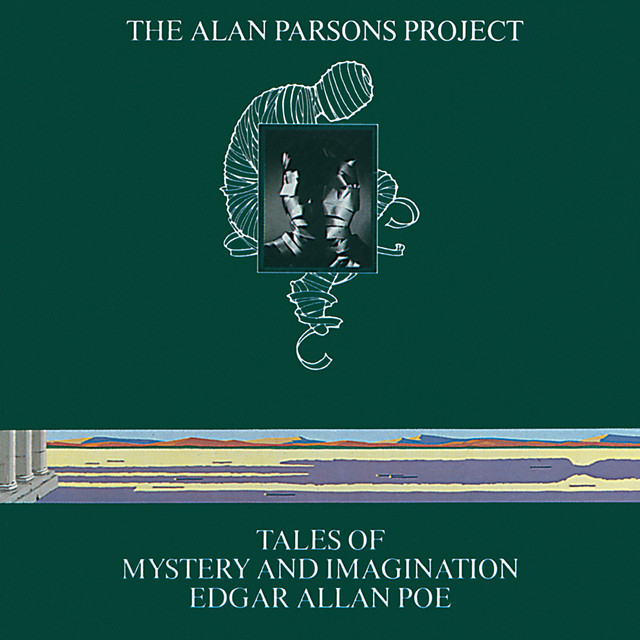 THE ALAN PARSONS PROJECT
TALES OF
MYSTERY AND IMAGINATION
EDGAR ALLAN POE